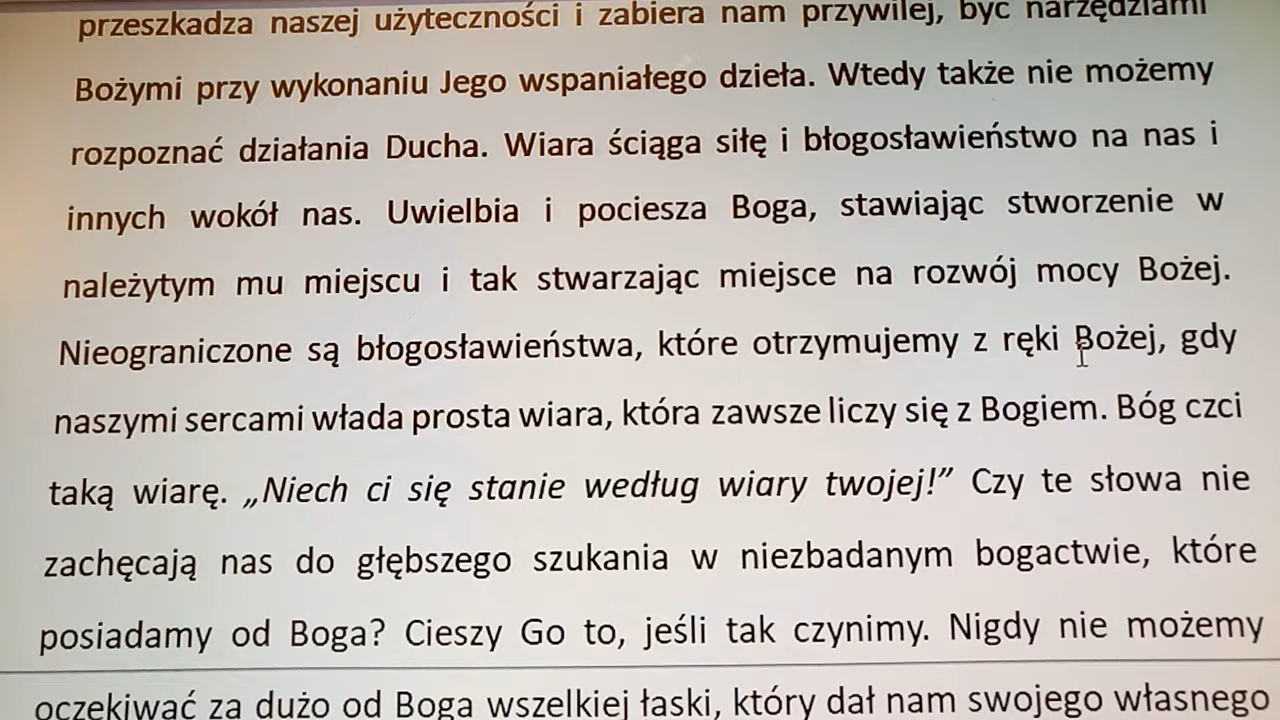 przeszkadza naszej użyteczności i zabiera nam przywilej, być narzędziami
Bożymi przy wykonaniu Jego wspaniałego dzieła. Wtedy także nie możemy
rozpoznać działania Ducha. Wiara ściąga siłę i błogosławieństwo na nas i
innych wokół nas. Uwielbia i pociesza Boga, stawiając stworzenie w
należytym mu miejscu i tak stwarzając miejsce na rozwój mocy Bożej.
Nieograniczone są błogosławieństwa, które otrzymujemy z ręki Bożej, gdy
naszymi sercami włada prosta wiara, która zawsze liczy się z Bogiem. Bóg czci
taką wiarę. „Niech ci się stanie według wiary twojej!” Czy te słowa nie
zachęcają nas do głębszego szukania w niezbadanym bogactwie, które
posiadamy od Boga? Cieszy Go to, jeśli tak czynimy. Nigdy nie możemy
oczekiwać za dużo od Boga wszelkiej łaski, który dał nam swojego własnego